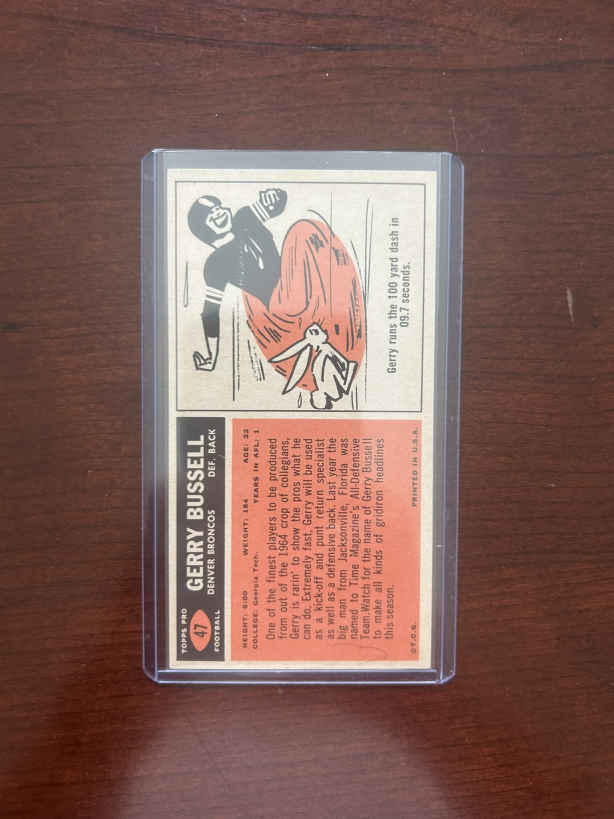 TOPPS PRO
47
FOOTBALL
GERRY BUSSELL
DENVER BRONCOS DEF. BACK
HEIGHT: 6:00 WEIGHT: 184 AGE: 22
COLLEGE: Georgia Tech. YEARS IN AFL: 1
One of the finest players to be produced
from out of the 1964 crop of collegians,
Gerry is rarin' to show the pros what he
can do. Extremely fast, Gerry will be used
as a kick-off and punt return specialist
as well as a defensive back. Last year the
big man from Jacksonville, Florida was
named to Time Magazine's All-Defensive
Team. Watch for the name of Gerry Bussell
to make all kinds of gridiron headlines
this season.
©T.C.G. PRINTED IN U.S.A.
Gerry runs the 100 yard dash in
09.7 seconds.